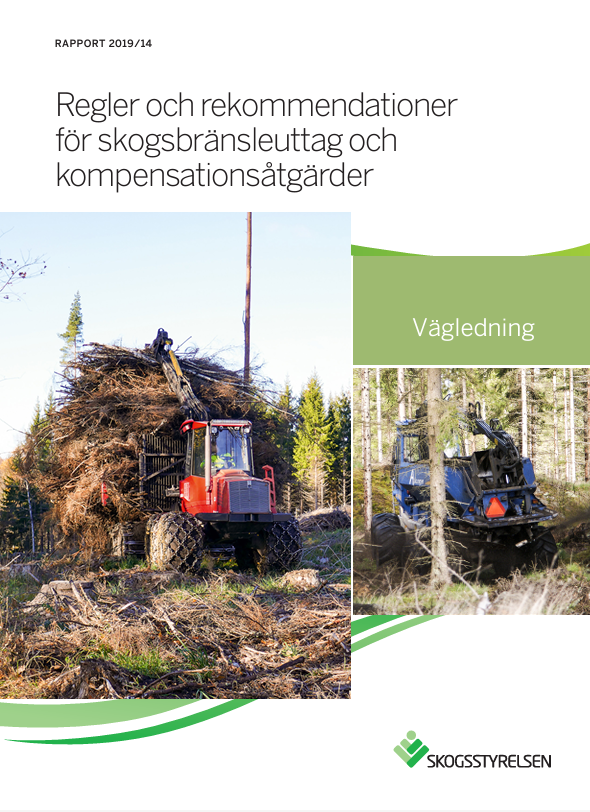 RAPPORT 2019/14
Regler och rekommendationer
för skogsbränsleuttag och
kompensationsåtgärder
Vägledning
SKOGSSTYRELSEN